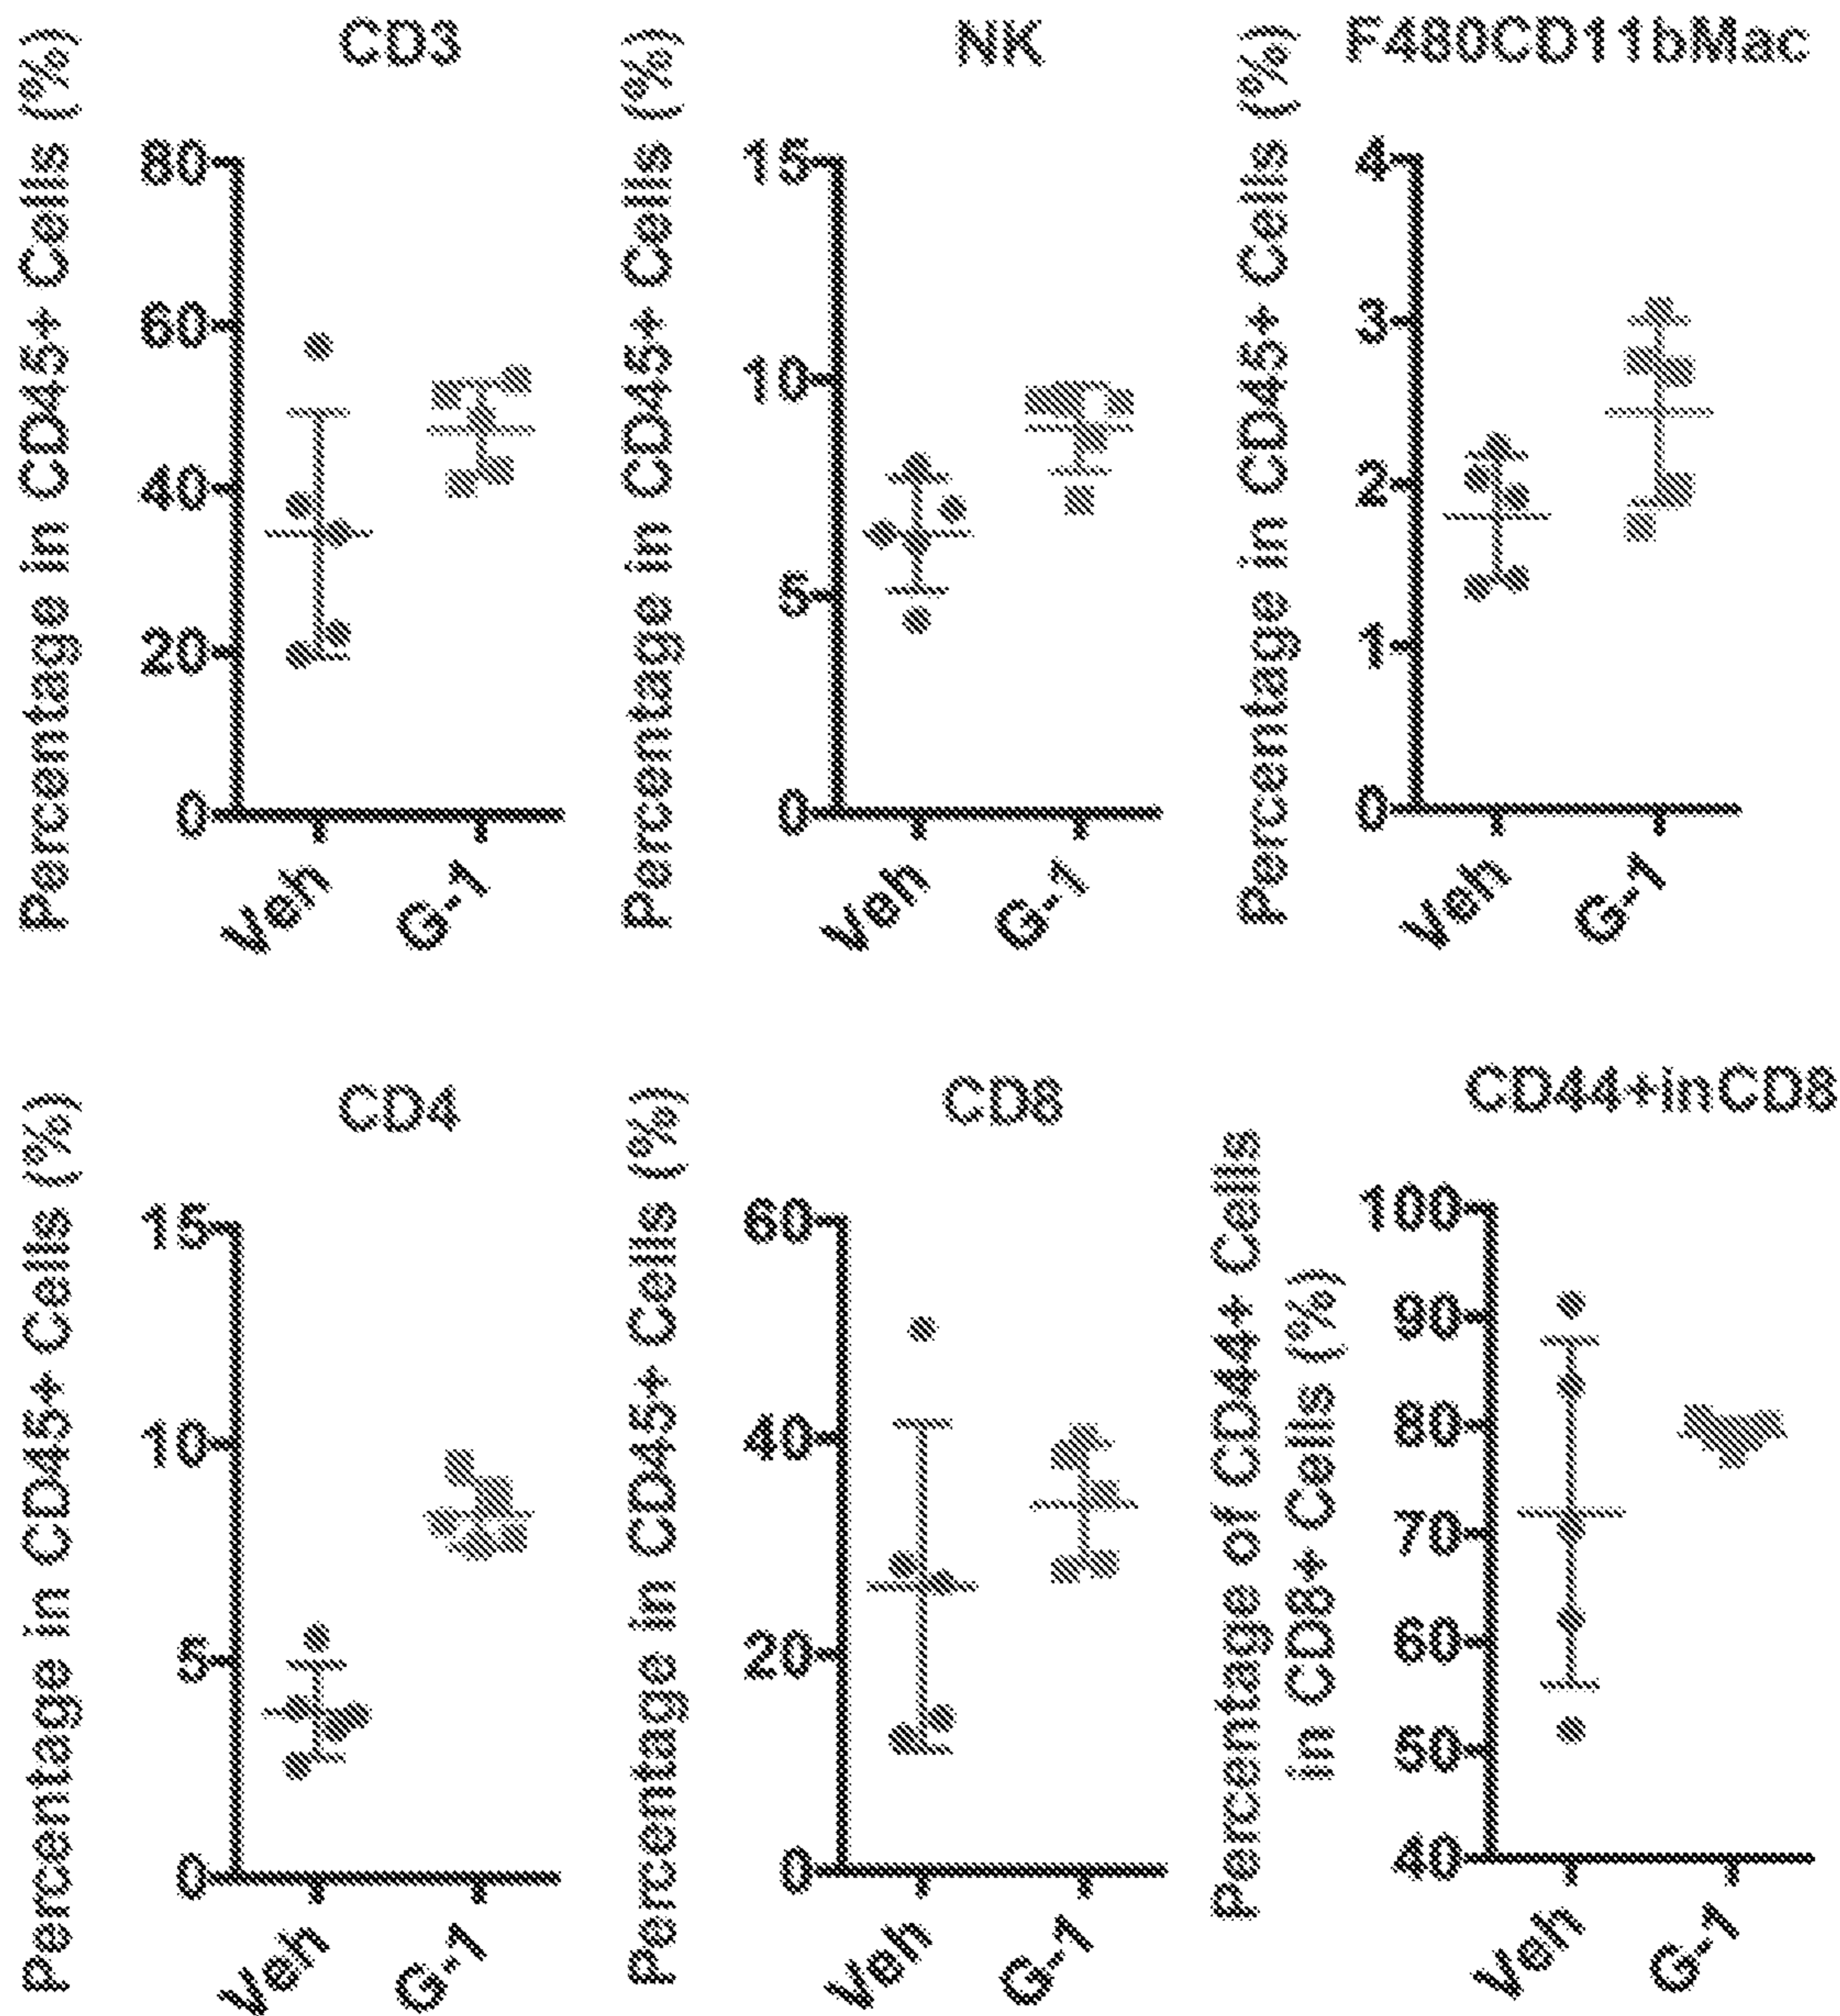 CD3
Percentage in CD45+ Cells (%)
80
60
40
20
0
Veh
G-1
NK
Percentage in CD45+ Cells (%)
15
10
5
0
Veh
G-1
F480CD11bMac
Percentage in CD45+ Cells (%)
4
3
2
1
0
Veh
G-1
CD4
Percentage in CD45+ Cells (%)
15
10
5
0
Veh
G-1
CD8
Percentage in CD45+ Cells (%)
60
40
20
0
Veh
G-1
CD44+inCD8
Percentage of CD44+ Cells
in CD8+ Cells (%)
100
90
80
70
60
50
40
Veh
G-1